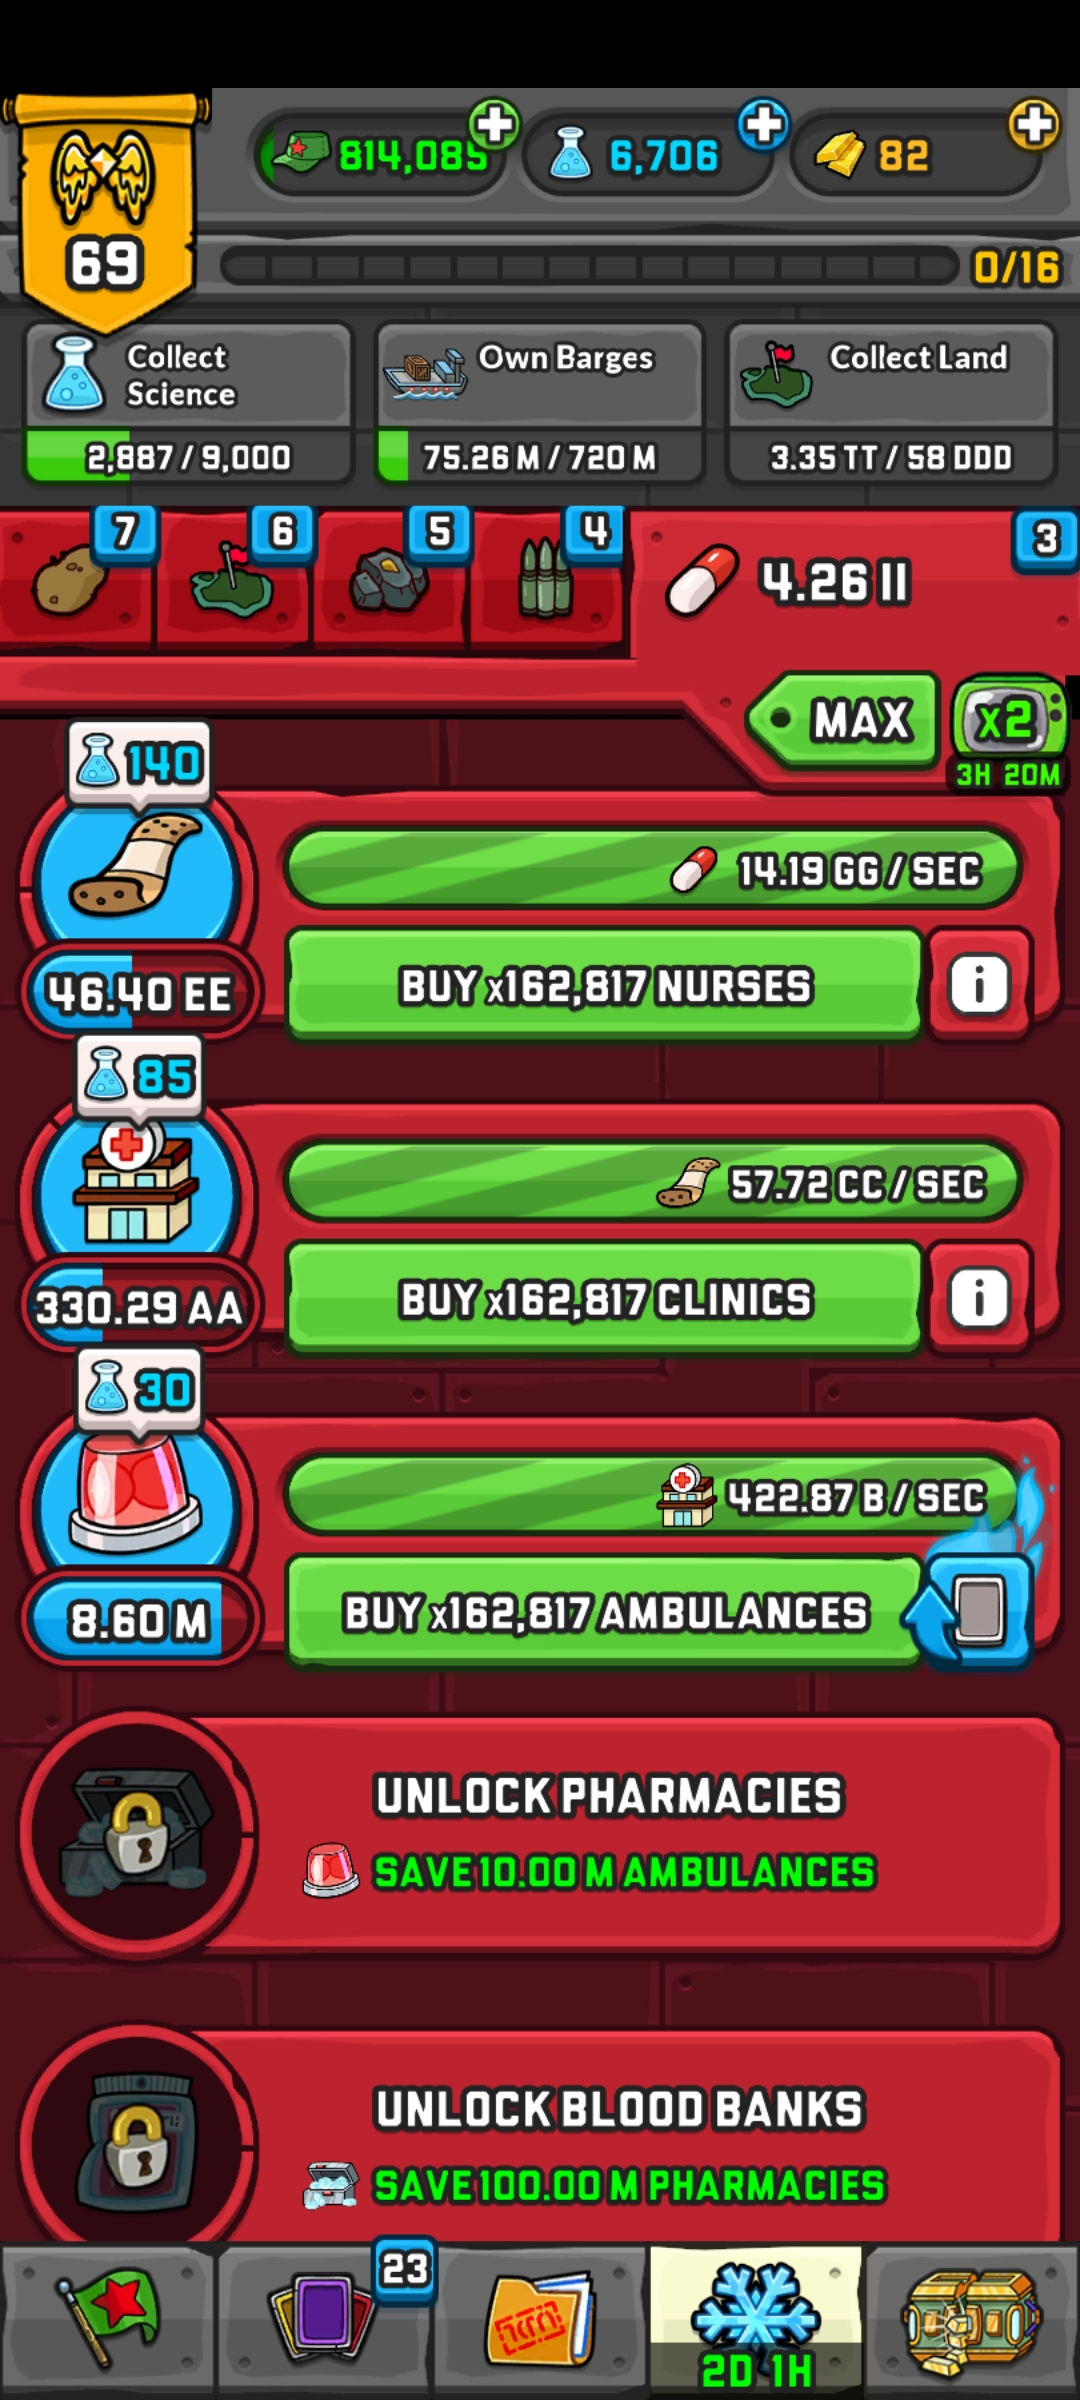 814,085
6,706
82
69
0/16
Collect
Science
2,887 / 9,000
Own Barges
75.26 M / 720 M
Collect Land
3.35 TT / 58 DDD
7
6
5
4
3
4.26 II
MAX
x2
3H 20M
140
14.19 GG / SEC
BUY x162,817 NURSES
i
46.40 EE
85
57.72 CC / SEC
BUY x162,817 CLINICS
i
330.29 AA
30
422.87 B / SEC
BUY x162,817 AMBULANCES
8.60 M
UNLOCK PHARMACIES
SAVE 10.00 M AMBULANCES
UNLOCK BLOOD BANKS
SAVE 100.00 M PHARMACIES
23
2D 1H